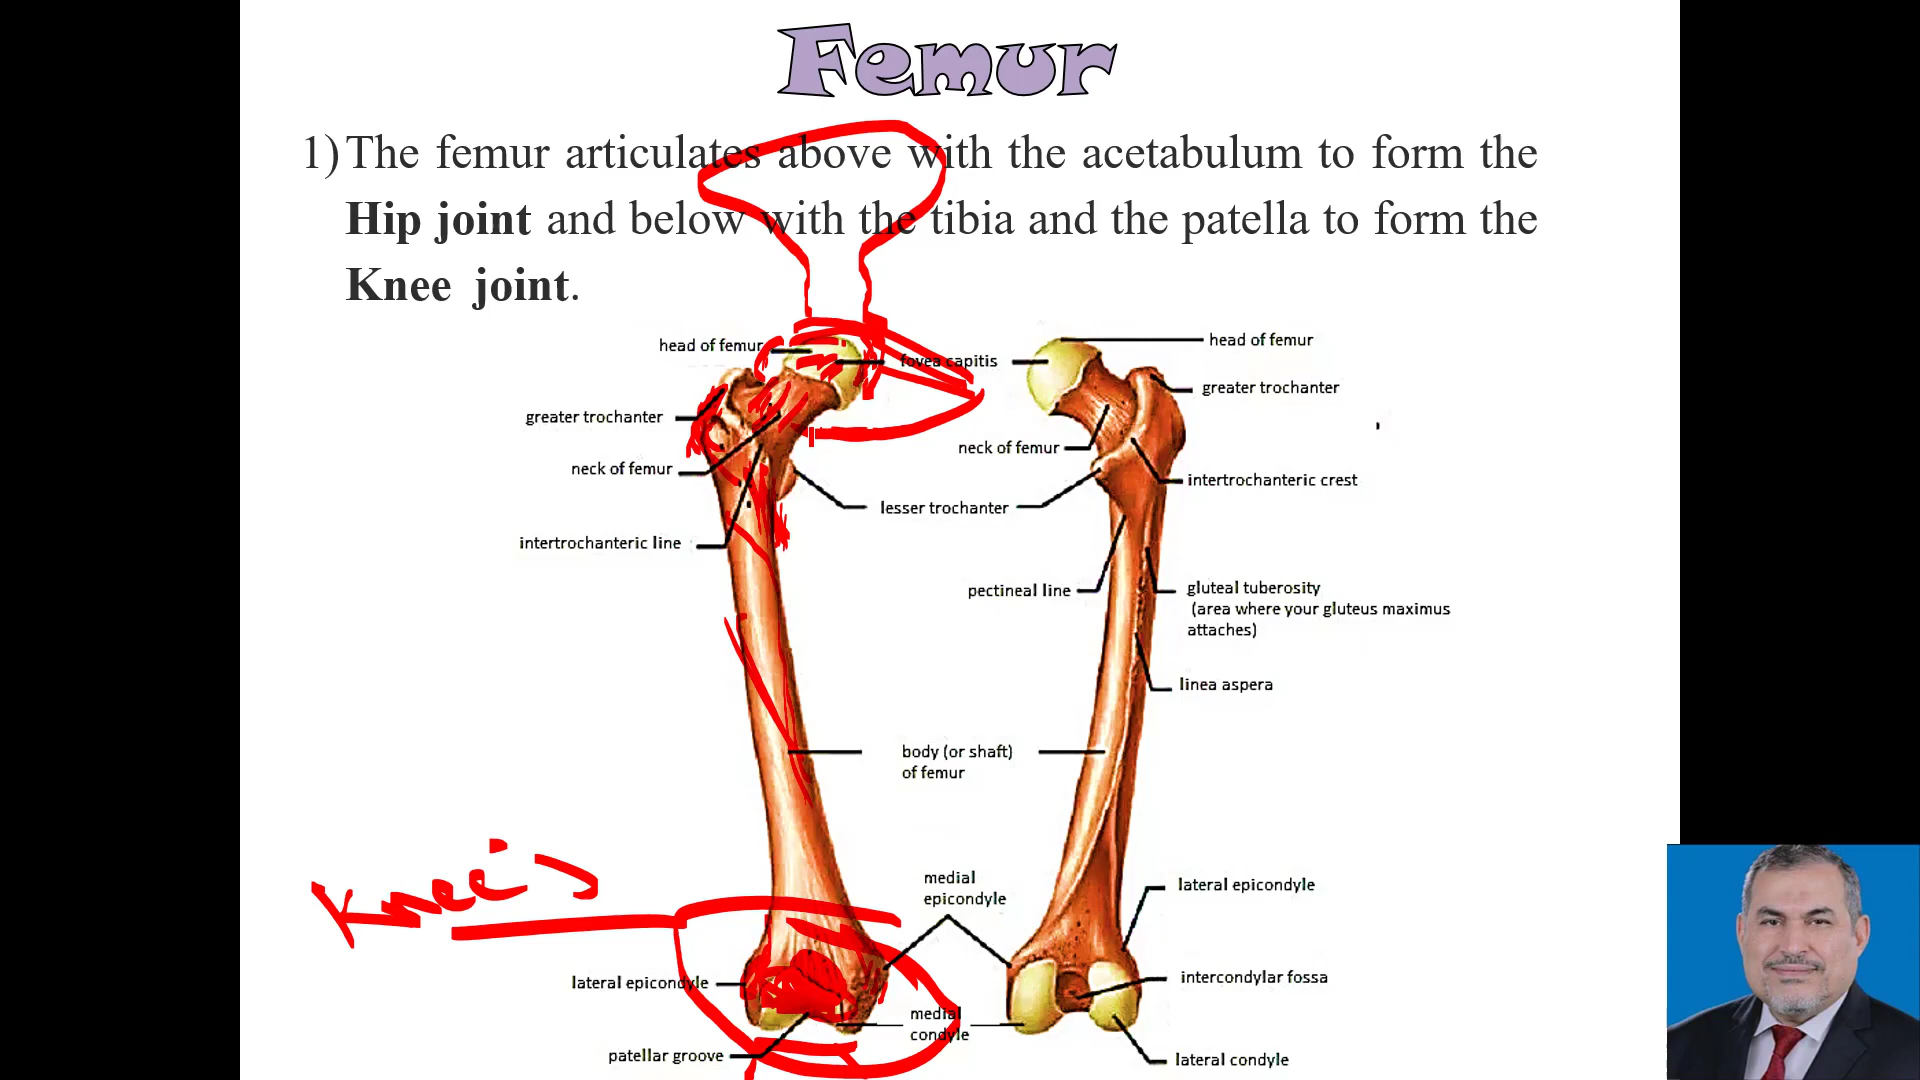 Femur
1) The femur articulates above with the acetabulum to form the
Hip joint and below with the tibia and the patella to form the
Knee joint.
head of femur
fovea capitis
head of femur
greater trochanter
greater trochanter
neck of femur
neck of femur
intertrochanteric crest
lesser trochanter
intertrochanteric line
pectineal line
gluteal tuberosity
(area where your gluteus maximus
attaches)
linea aspera
body (or shaft)
of femur
Knee
medial
epicondyle
lateral epicondyle
lateral epicondyle
intercondylar fossa
medial
condyle
patellar groove
lateral condyle